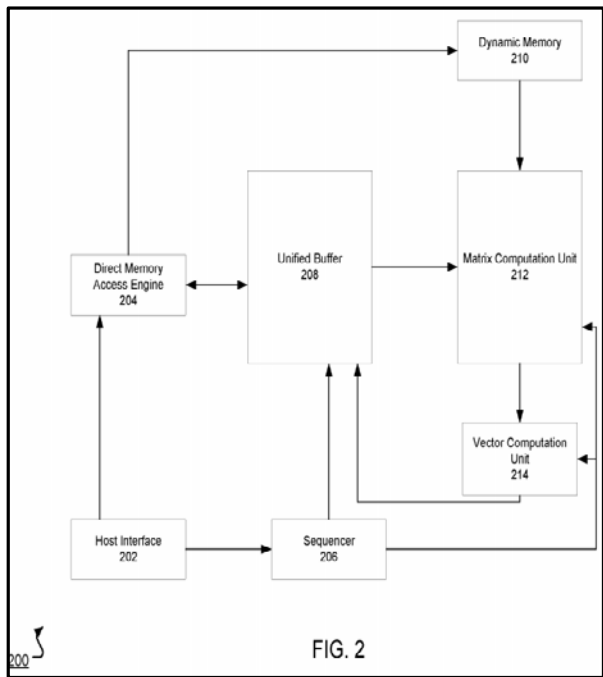 Dynamic Memory
210
Unified Buffer
208
Matrix Computation Unit
212
Direct Memory
Access Engine
204
Vector Computation
Unit
214
Host Interface
202
Sequencer
206
200
FIG. 2